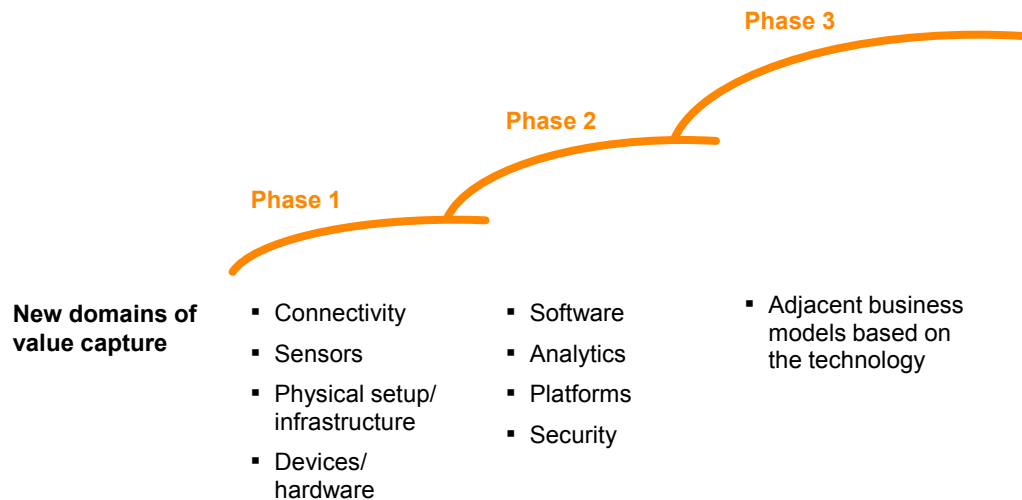 Phase 3
Phase 2
Phase 1
New domains of
value capture
▪ Connectivity
▪ Sensors
▪ Physical setup/
infrastructure
▪ Devices/
hardware
▪ Software
▪ Analytics
▪ Platforms
▪ Security
▪ Adjacent business
models based on
the technology